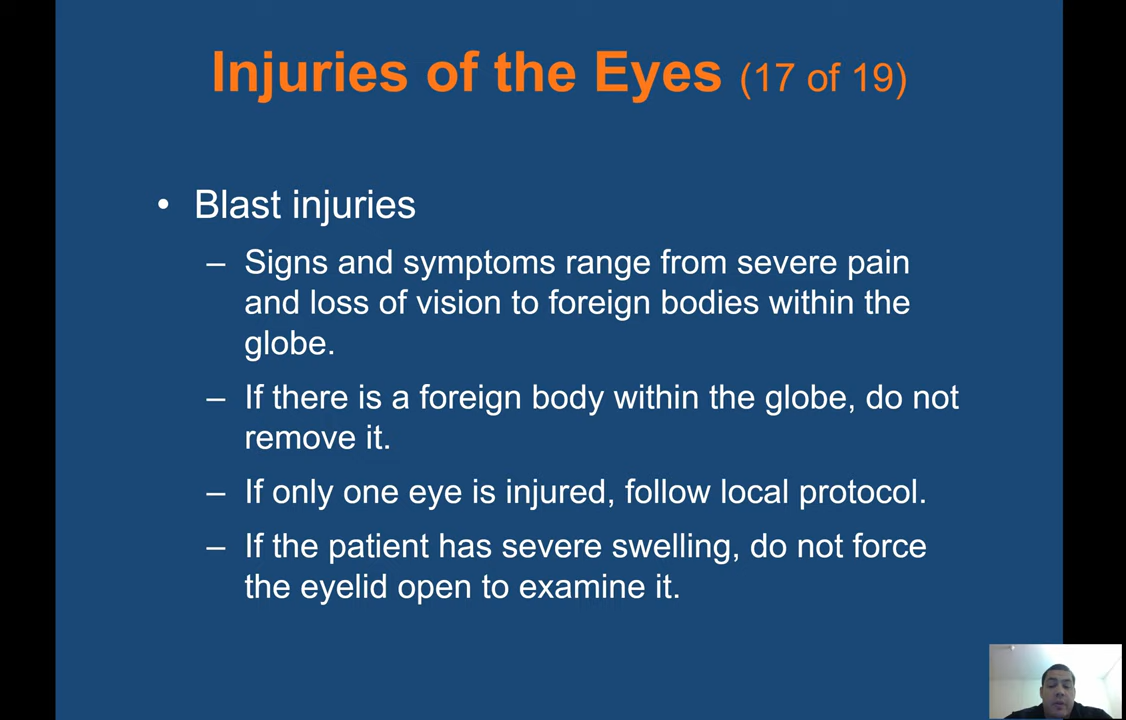 Injuries of the Eyes (17 of 19)
• Blast injuries
– Signs and symptoms range from severe pain
and loss of vision to foreign bodies within the
globe.
– If there is a foreign body within the globe, do not
remove it.
– If only one eye is injured, follow local protocol.
– If the patient has severe swelling, do not force
the eyelid open to examine it.